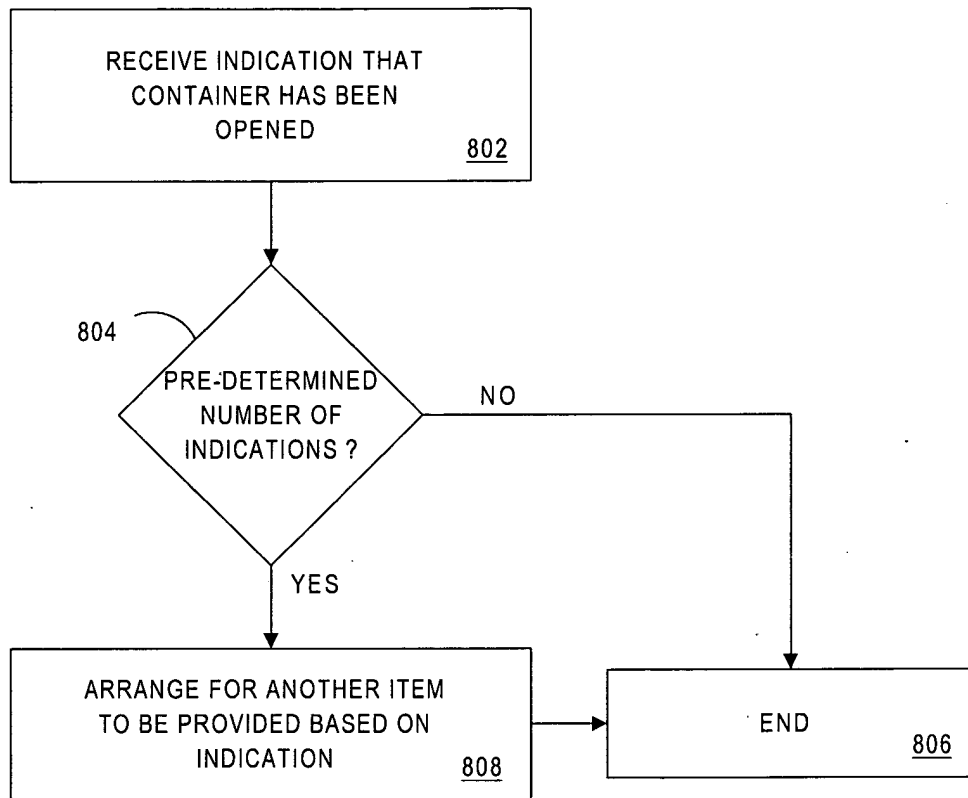 RECEIVE INDICATION THAT
CONTAINER HAS BEEN
OPENED
802
804
PRE-DETERMINED
NUMBER OF
INDICATIONS ?
NO
YES
ARRANGE FOR ANOTHER ITEM
TO BE PROVIDED BASED ON
INDICATION
808
END
806